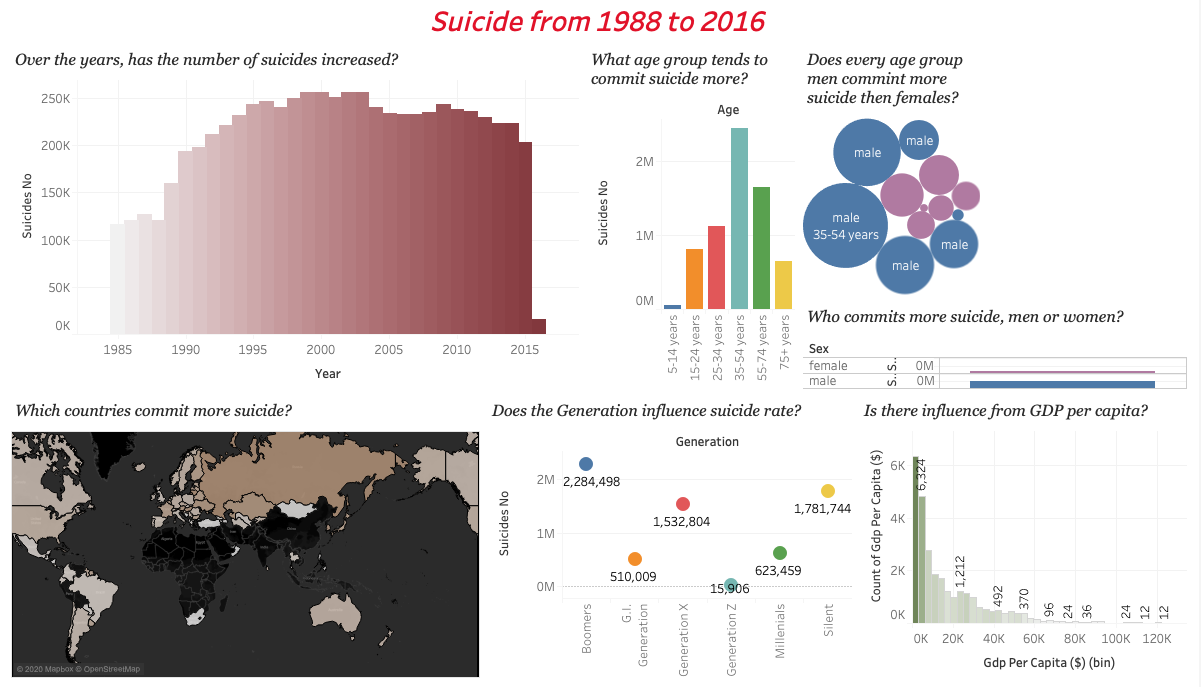 Suicide from 1988 to 2016
Over the years, has the number of suicides increased?
Suicides No
250K
200K
150K
100K
50K
0K
1985
1990
1995
2000
2005
2010
2015
Year
What age group tends to
commit suicide more?
Age
Suicides No
2M
1M
0M
5-14 years
15-24 years
25-34 years
35-54 years
55-74 years
75+ years
Does every age group
men commint more
suicide then females?
male
male
male
35-54 years
male
male
Who commits more suicide, men or women?
Sex
female
S..
0M
male
S..
0M
Which countries commit more suicide?
© 2020 Mapbox © OpenStreetMap
Does the Generation influence suicide rate?
Generation
Suicides No
2M
1M
0M
2,284,498
510,009
1,532,804
15,906
623,459
1,781,744
Boomers
G.I.
Generation
Generation X
Generation Z
Millenials
Silent
Is there influence from GDP per capita?
Count of Gdp Per Capita ($)
6K
4K
2K
0K
6,324
1,212
492
370
96
24
36
24
12
12
0K
20K
40K
60K
80K
100K
120K
Gdp Per Capita ($) (bin)